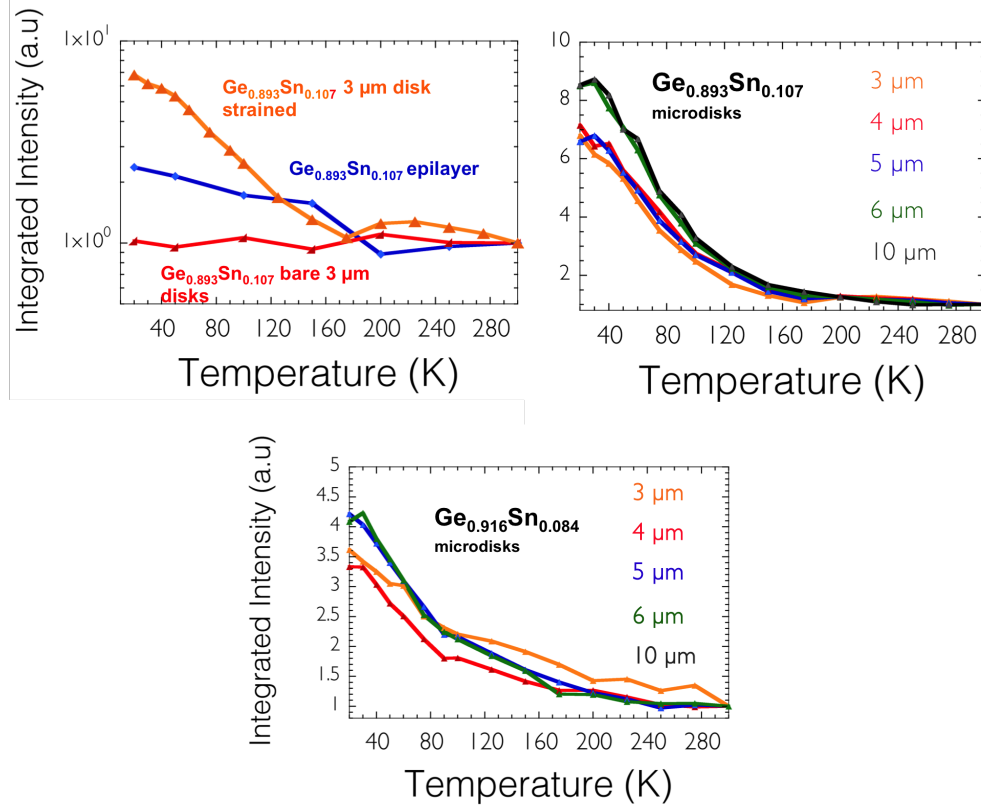 Integrated Intensity (a.u)
1×10¹
1×10⁰
Ge0.893Sn0.107 3 µm disk
strained
Ge0.893Sn0.107 epilayer
Ge0.893Sn0.107 bare 3 µm
disks
40 80 120 160 200 240 280
Temperature (K)
10
8
6
4
2
Ge0.893Sn0.107
microdisks
3 µm
4 µm
5 µm
6 µm
10 µm
40 80 120 160 200 240 280
Temperature (K)
Integrated Intensity (a.u)
5
4.5
4
3.5
3
2.5
2
1.5
1
Ge0.916Sn0.084
microdisks
3 µm
4 µm
5 µm
6 µm
10 µm
40 80 120 160 200 240 280
Temperature (K)